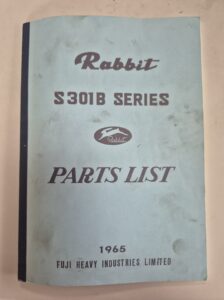 Rabbit
S301B SERIES
Rabbit
PARTS LIST
1965
FUJI HEAVY INDUSTRIES LIMITED